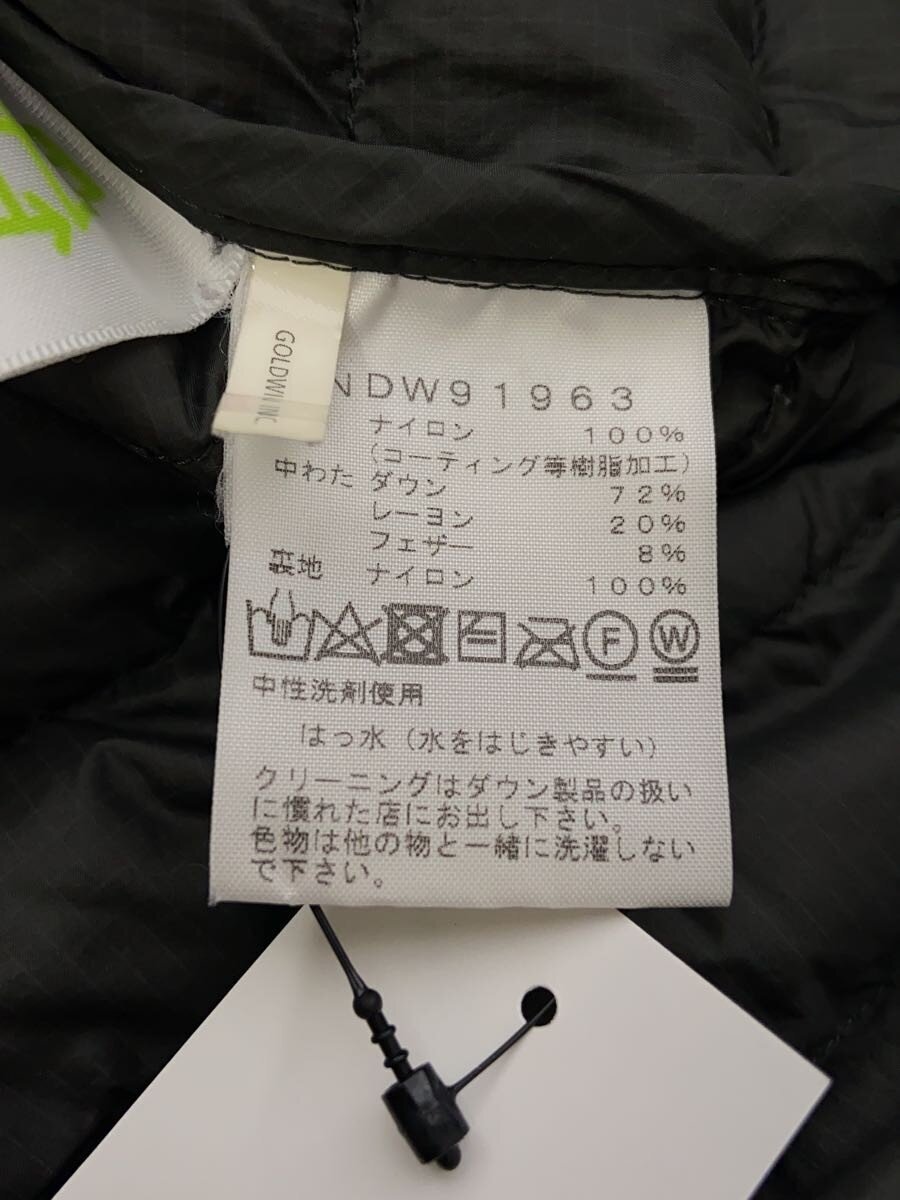 GOLDWIN INC
NDW91963
ナイロン 100%
(コーティング等樹脂加工)
中わた ダウン 72%
レーヨン 20%
フェザー 8%
ナイロン 100%
F W
中性洗剤使用
はっ水(水をはじきやすい)
クリーニングはダウン製品の扱い
に慣れた店にお出し下さい。
色物は他の物と一緒に洗濯しない
で下さい。